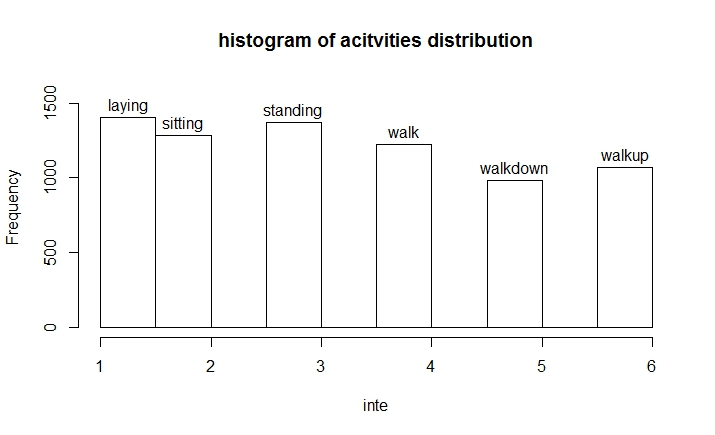 histogram of acitvities distribution
laying
sitting
standing
walk
walkdown
walkup
Frequency
1500
1000
500
0
1 2 3 4 5 6
inte